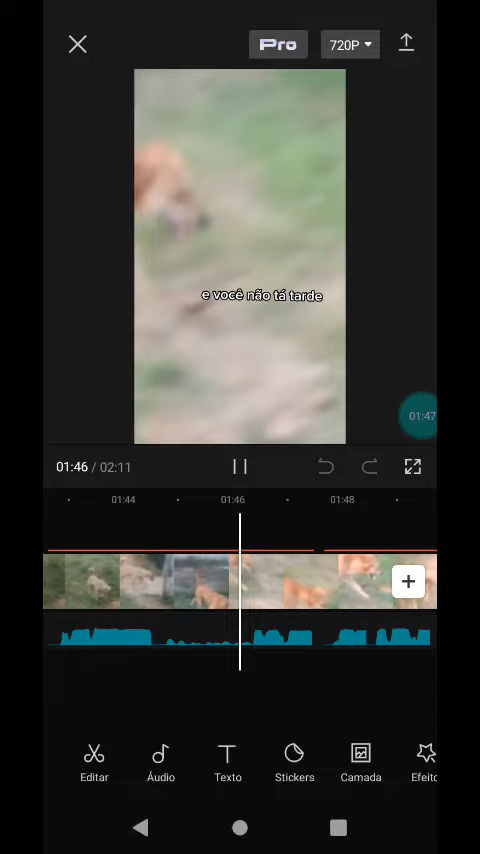 Pro
720P
e você não tá tarde
01:47
01:46 / 02:11
01:44
01:46
01:48
Editar
Áudio
Texto
Stickers
Camada
Efeito